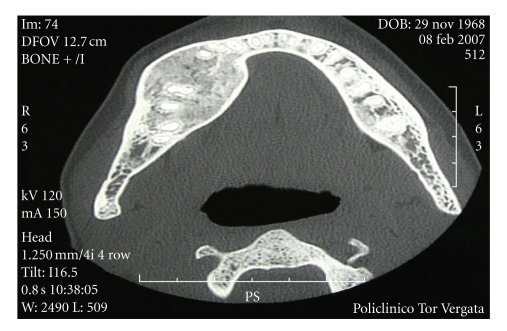 Im: 74
DFOV 12.7 cm
BONE + /I
DOB: 29 nov 1968
08 feb 2007
512
R
6
3
L
6
3
kV 120
mA 150
Head
1.250 mm/4i 4 row
Tilt: I16.5
0.8 s 10:38:05
W: 2490 L: 509
PS
Policlinico Tor Vergata